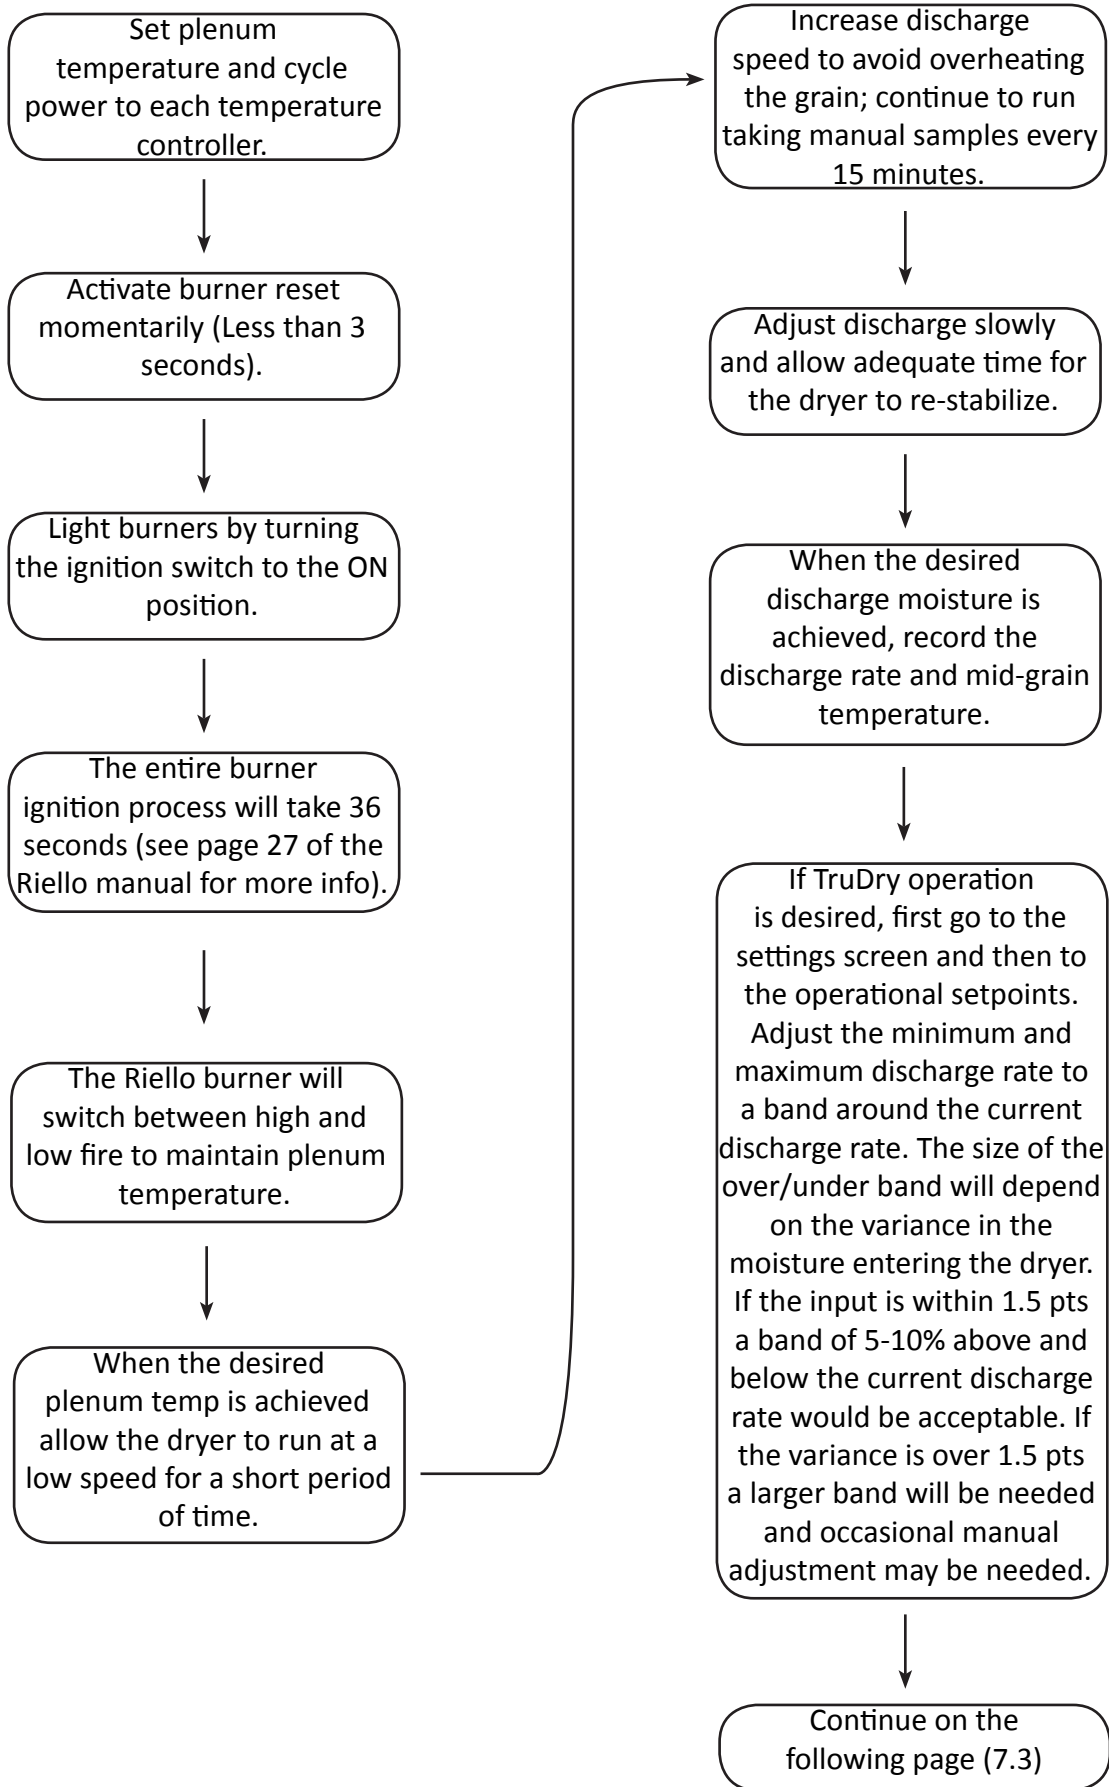 Set plenum
temperature and cycle
power to each temperature
controller.
Activate burner reset
momentarily (Less than 3
seconds).
Light burners by turning
the ignition switch to the ON
position.
The entire burner
ignition process will take 36
seconds (see page 27 of the
Riello manual for more info).
The Riello burner will
switch between high and
low fire to maintain plenum
temperature.
When the desired
plenum temp is achieved
allow the dryer to run at a
low speed for a short period
of time.
Increase discharge
speed to avoid overheating
the grain; continue to run
taking manual samples every
15 minutes.
Adjust discharge slowly
and allow adequate time for
the dryer to re-stabilize.
When the desired
discharge moisture is
achieved, record the
discharge rate and mid-grain
temperature.
If TruDry operation
is desired, first go to the
settings screen and then to
the operational setpoints.
Adjust the minimum and
maximum discharge rate to
a band around the current
discharge rate. The size of the
over/under band will depend
on the variance in the
moisture entering the dryer.
If the input is within 1.5 pts
a band of 5-10% above and
below the current discharge
rate would be acceptable. If
the variance is over 1.5 pts
a larger band will be needed
and occasional manual
adjustment may be needed.
Continue on the
following page (7.3)